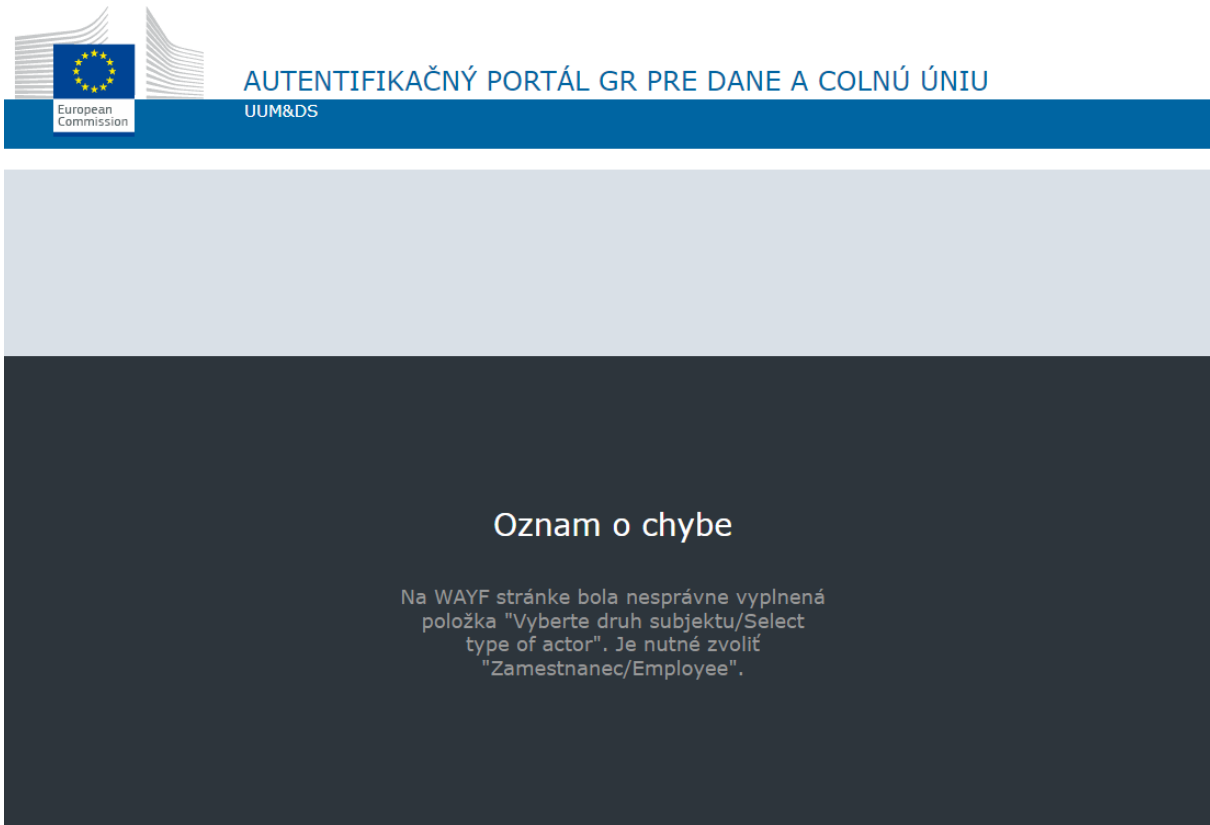 AUTENTIFIKAČNÝ PORTÁL GR PRE DANE A COLNÚ ÚNIU
European
Commission
UUM&DS
Oznam o chybe
Na WAYF stránke bola nesprávne vyplnená
položka "Vyberte druh subjektu/Select
type of actor". Je nutné zvoliť
"Zamestnanec/Employee".